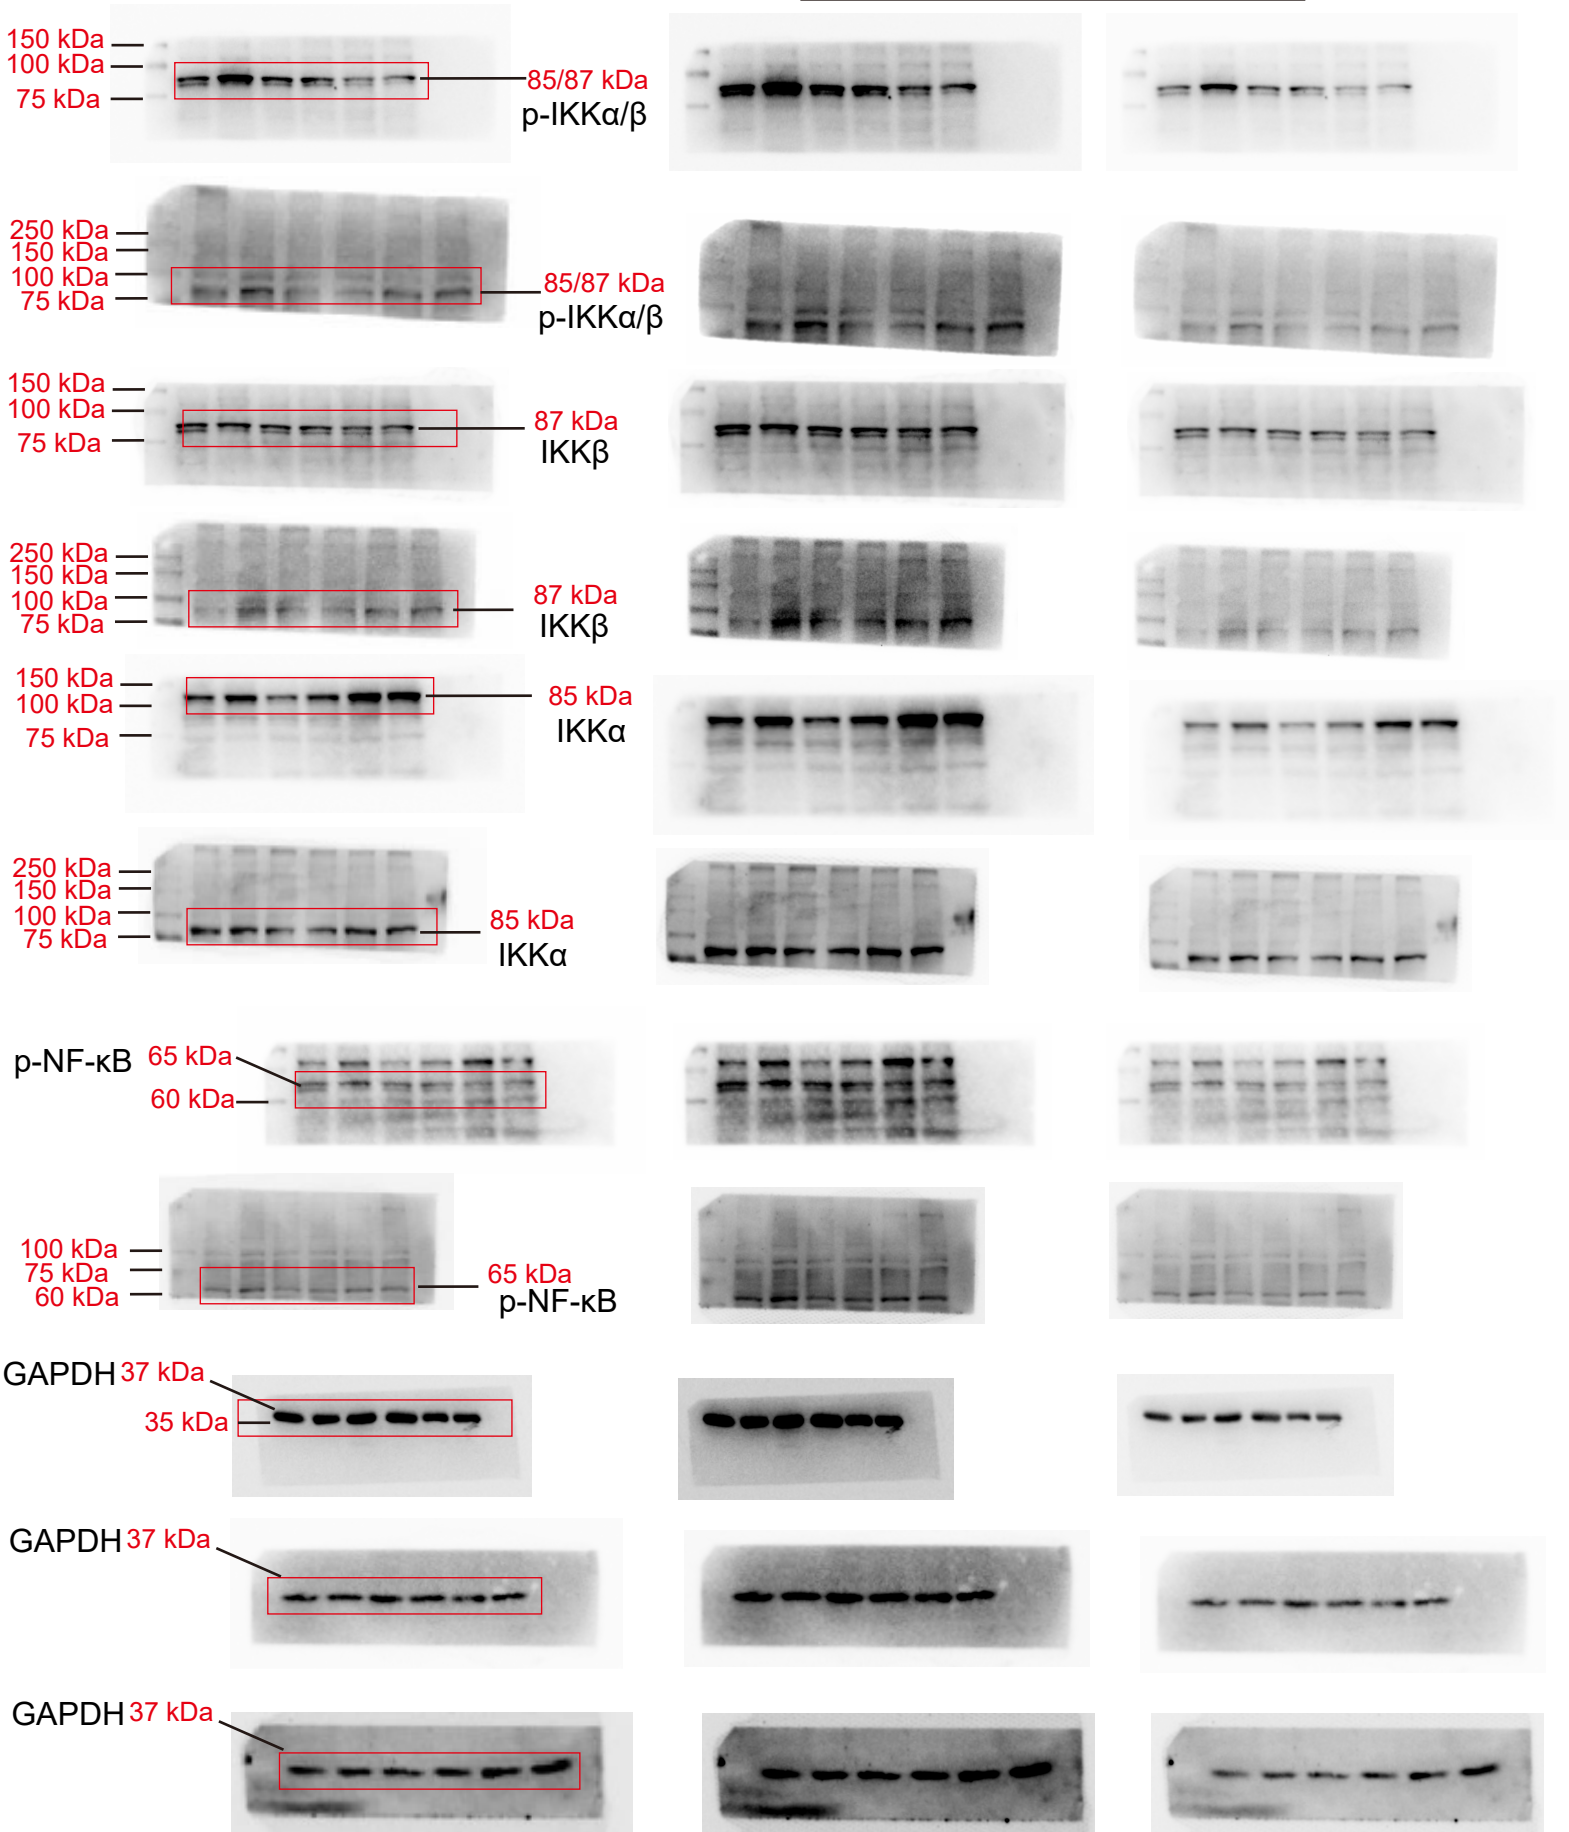 150 kDa
100 kDa
75 kDa
85/87 kDa
p-IKKα/β
250 kDa
150 kDa
100 kDa
75 kDa
85/87 kDa
p-IKKα/β
150 kDa
100 kDa
75 kDa
87 kDa
IKKβ
250 kDa
150 kDa
100 kDa
75 kDa
87 kDa
IKKβ
150 kDa
100 kDa
75 kDa
85 kDa
IKKα
250 kDa
150 kDa
100 kDa
75 kDa
85 kDa
IKKα
p-NF-κB 65 kDa
60 kDa
100 kDa
75 kDa
60 kDa
65 kDa
p-NF-κB
GAPDH 37 kDa
35 kDa
GAPDH 37 kDa
GAPDH 37 kDa